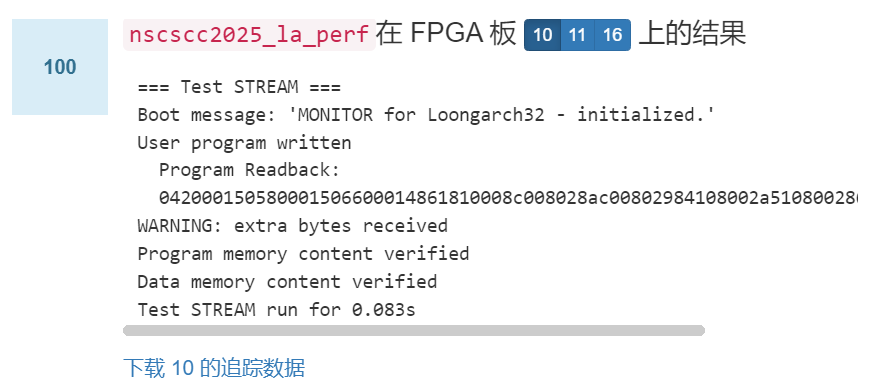 100
nscscc2025_la_perf 在 FPGA 板 10 11 16 上的结果
=== Test STREAM ===
Boot message: 'MONITOR for Loongarch32 - initialized.'
User program written
Program Readback:
042000150580001506600014861810008c008028ac00802984108002a5108002
WARNING: extra bytes received
Program memory content verified
Data memory content verified
Test STREAM run for 0.083s
下载 10 的追踪数据